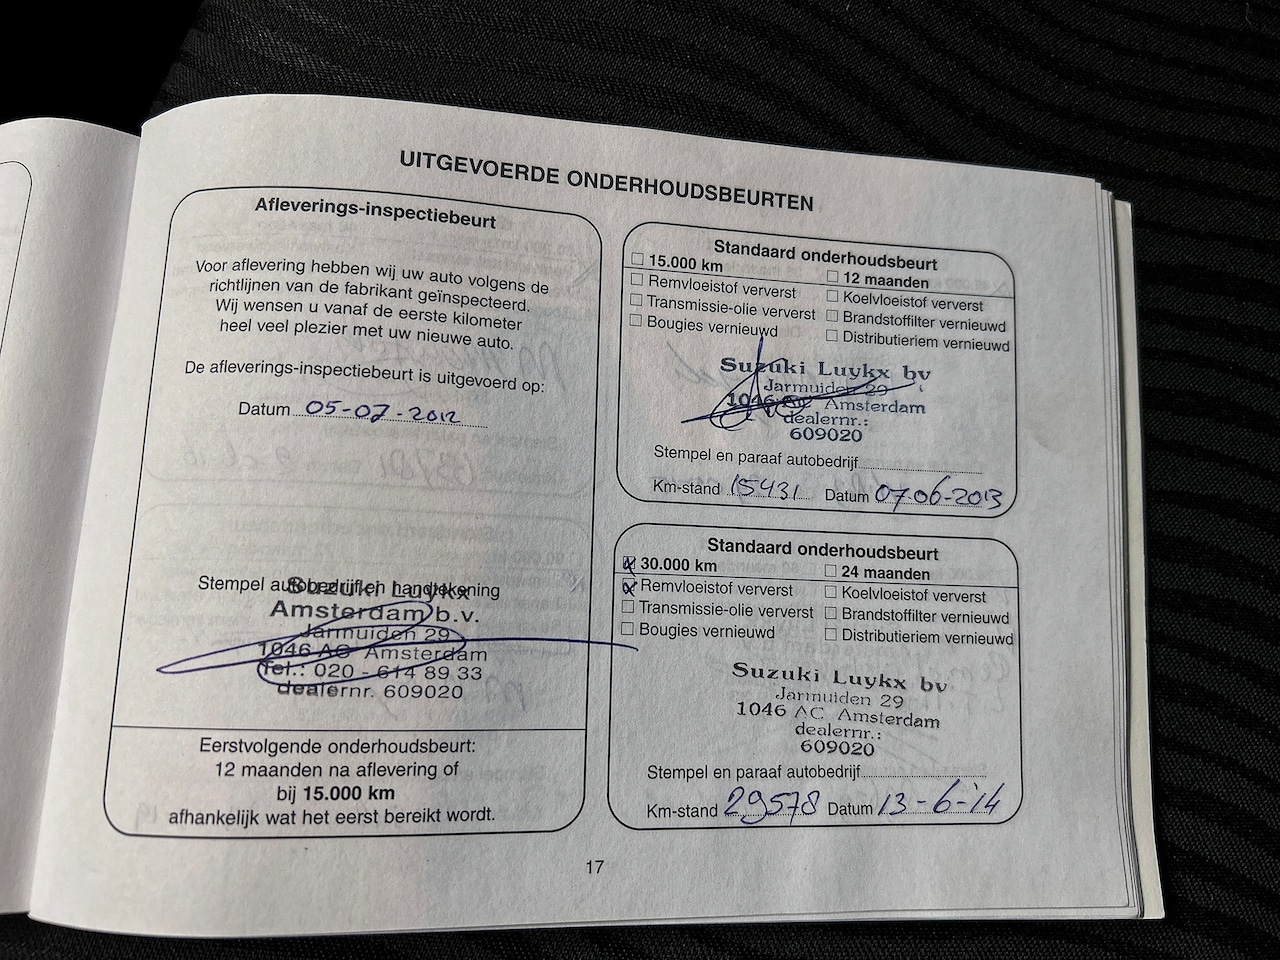 UITGEVOERDE ONDERHOUDSBEURTEN
Afleverings-inspectiebeurt
Voor aflevering hebben wij uw auto volgens de
richtlijnen van de fabrikant geïnspecteerd.
Wij wensen u vanaf de eerste kilometer
heel veel plezier met uw nieuwe auto.
De afleverings-inspectiebeurt is uitgevoerd op:
Datum 05-07-2012
Stempel autobedrijf en handtekening
Suzuki Luykx
Amsterdam b.v.
Jarmuiden 29
1046 AC Amsterdam
Tel.: 020 - 614 89 33
dealernr. 609020
Eerstvolgende onderhoudsbeurt:
12 maanden na aflevering of
bij 15.000 km
afhankelijk wat het eerst bereikt wordt.
Standaard onderhoudsbeurt
15.000 km 12 maanden
Remvloeistof ververst Koelvloeistof ververst
Transmissie-olie ververst Brandstoffilter vernieuwd
Bougies vernieuwd Distributieriem vernieuwd
Suzuki Luykx bv
Jarmuiden 29
1046 AC Amsterdam
dealernr.:
609020
Stempel en paraaf autobedrijf
Km-stand 15431 Datum 07-06-2013
Standaard onderhoudsbeurt
30.000 km 24 maanden
Remvloeistof ververst Koelvloeistof ververst
Transmissie-olie ververst Brandstoffilter vernieuwd
Bougies vernieuwd Distributieriem vernieuwd
Suzuki Luykx bv
Jarmuiden 29
1046 AC Amsterdam
dealernr.:
609020
Stempel en paraaf autobedrijf
Km-stand 29578 Datum 13-6-'14
17